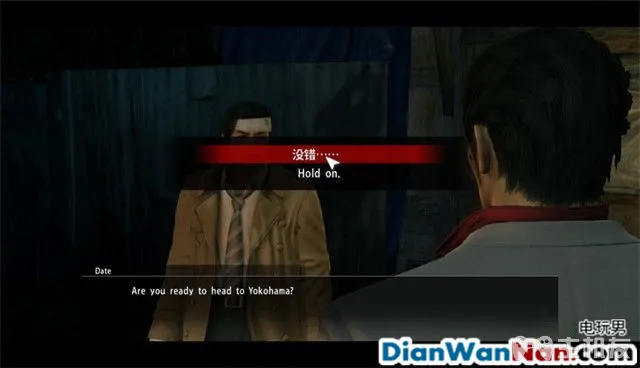 没错……
Hold on.
Date
Are you ready to head to Yokohama?
电玩男
DianWanNan.com